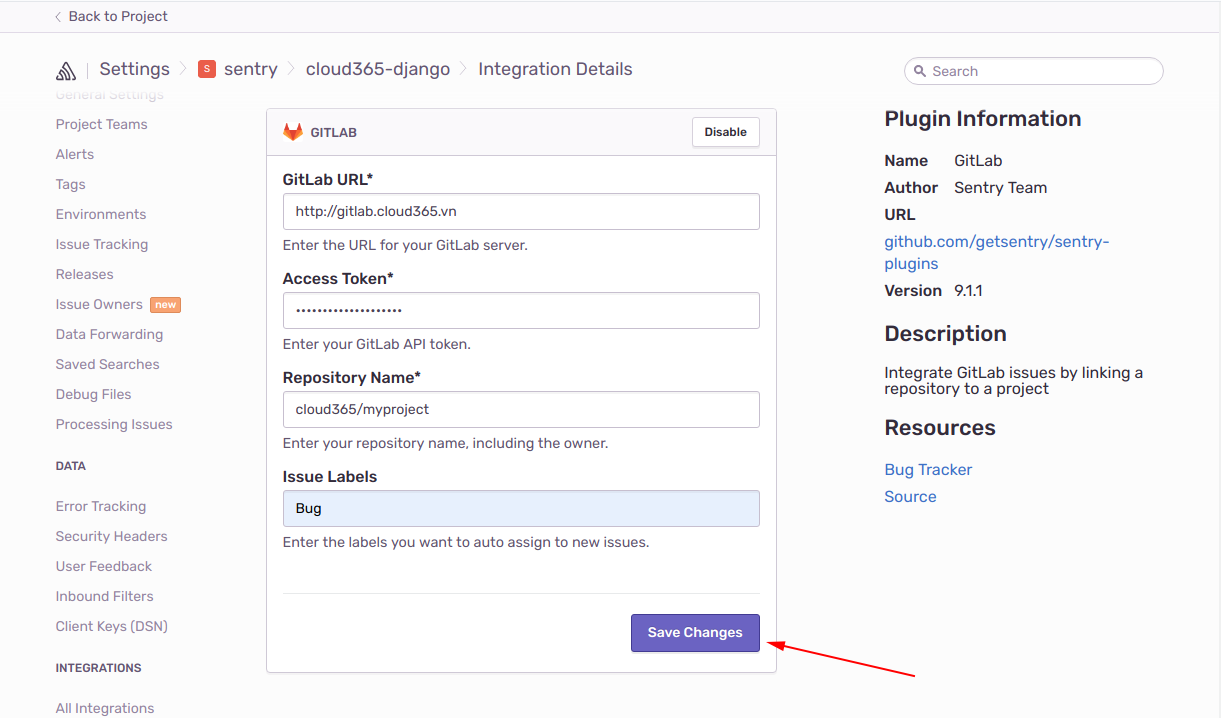 Back to Project
Settings
S
sentry
cloud365-django
Integration Details
Search
General Settings
Project Teams
Alerts
Tags
Environments
Issue Tracking
Releases
Issue Owners new
Data Forwarding
Saved Searches
Debug Files
Processing Issues
DATA
Error Tracking
Security Headers
User Feedback
Inbound Filters
Client Keys (DSN)
INTEGRATIONS
All Integrations
GITLAB
Disable
GitLab URL*
http://gitlab.cloud365.vn
Enter the URL for your GitLab server.
Access Token*
••••••••••••••••••••
Enter your GitLab API token.
Repository Name*
cloud365/myproject
Enter your repository name, including the owner.
Issue Labels
Bug
Enter the labels you want to auto assign to new issues.
Save Changes
Plugin Information
Name GitLab
Author Sentry Team
URL
github.com/getsentry/sentry-
plugins
Version 9.1.1
Description
Integrate GitLab issues by linking a
repository to a project
Resources
Bug Tracker
Source